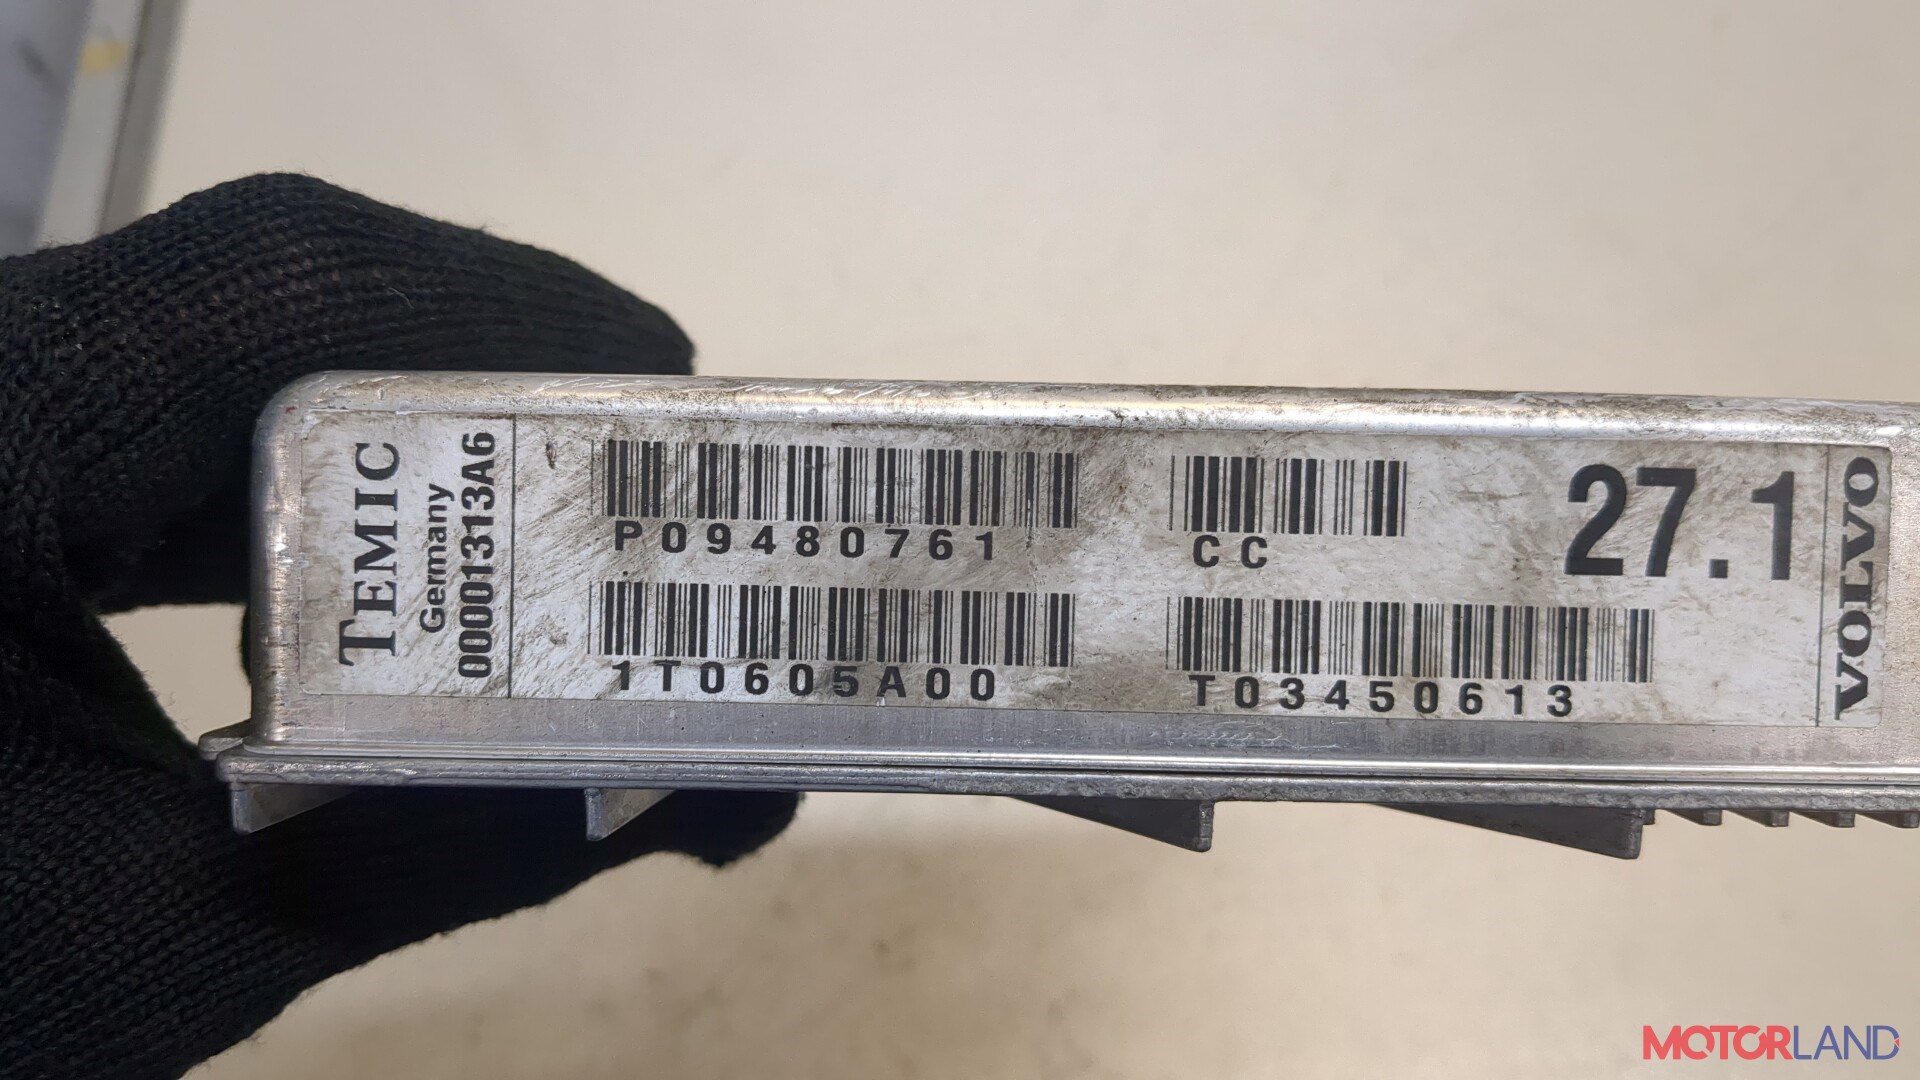 TEMIC
Germany
00001313A6
P09480761
CC
27.1
1T0605A00
T03450613
VOLVO
MOTORLAND